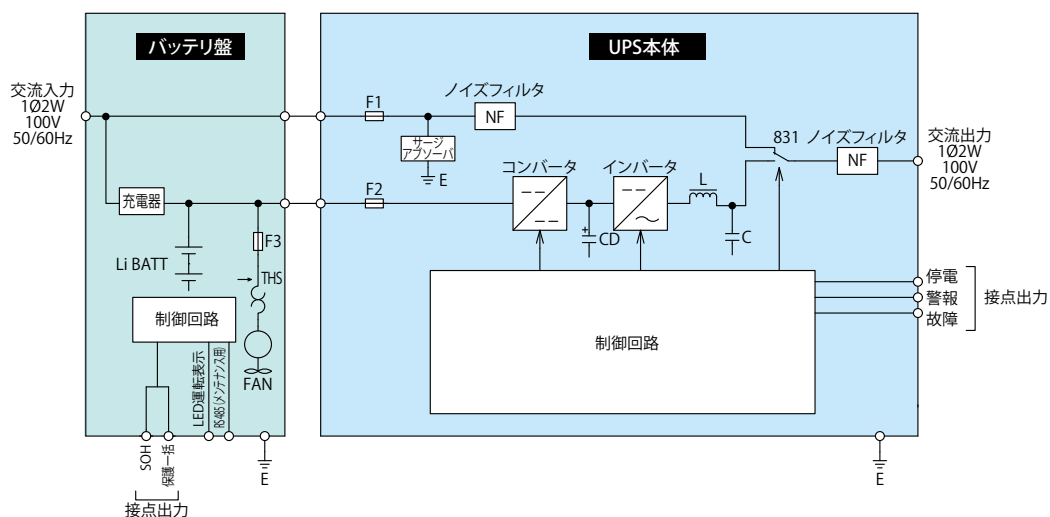 バッテリ盤
UPS本体
交流入力
1Ø2W
100V
50/60Hz
F1
ノイズフィルタ
NF
サージ
アブソーバ
E
831
ノイズフィルタ
NF
交流出力
1Ø2W
100V
50/60Hz
充電器
F2
コンバータ
インバータ
L
CD
C
F3
Li BATT
THS
制御回路
FAN
制御回路
停電
警報
故障
接点出力
LED運転表示
RS485(メンテナンス用)
SOH
保護一括
E
E
接点出力